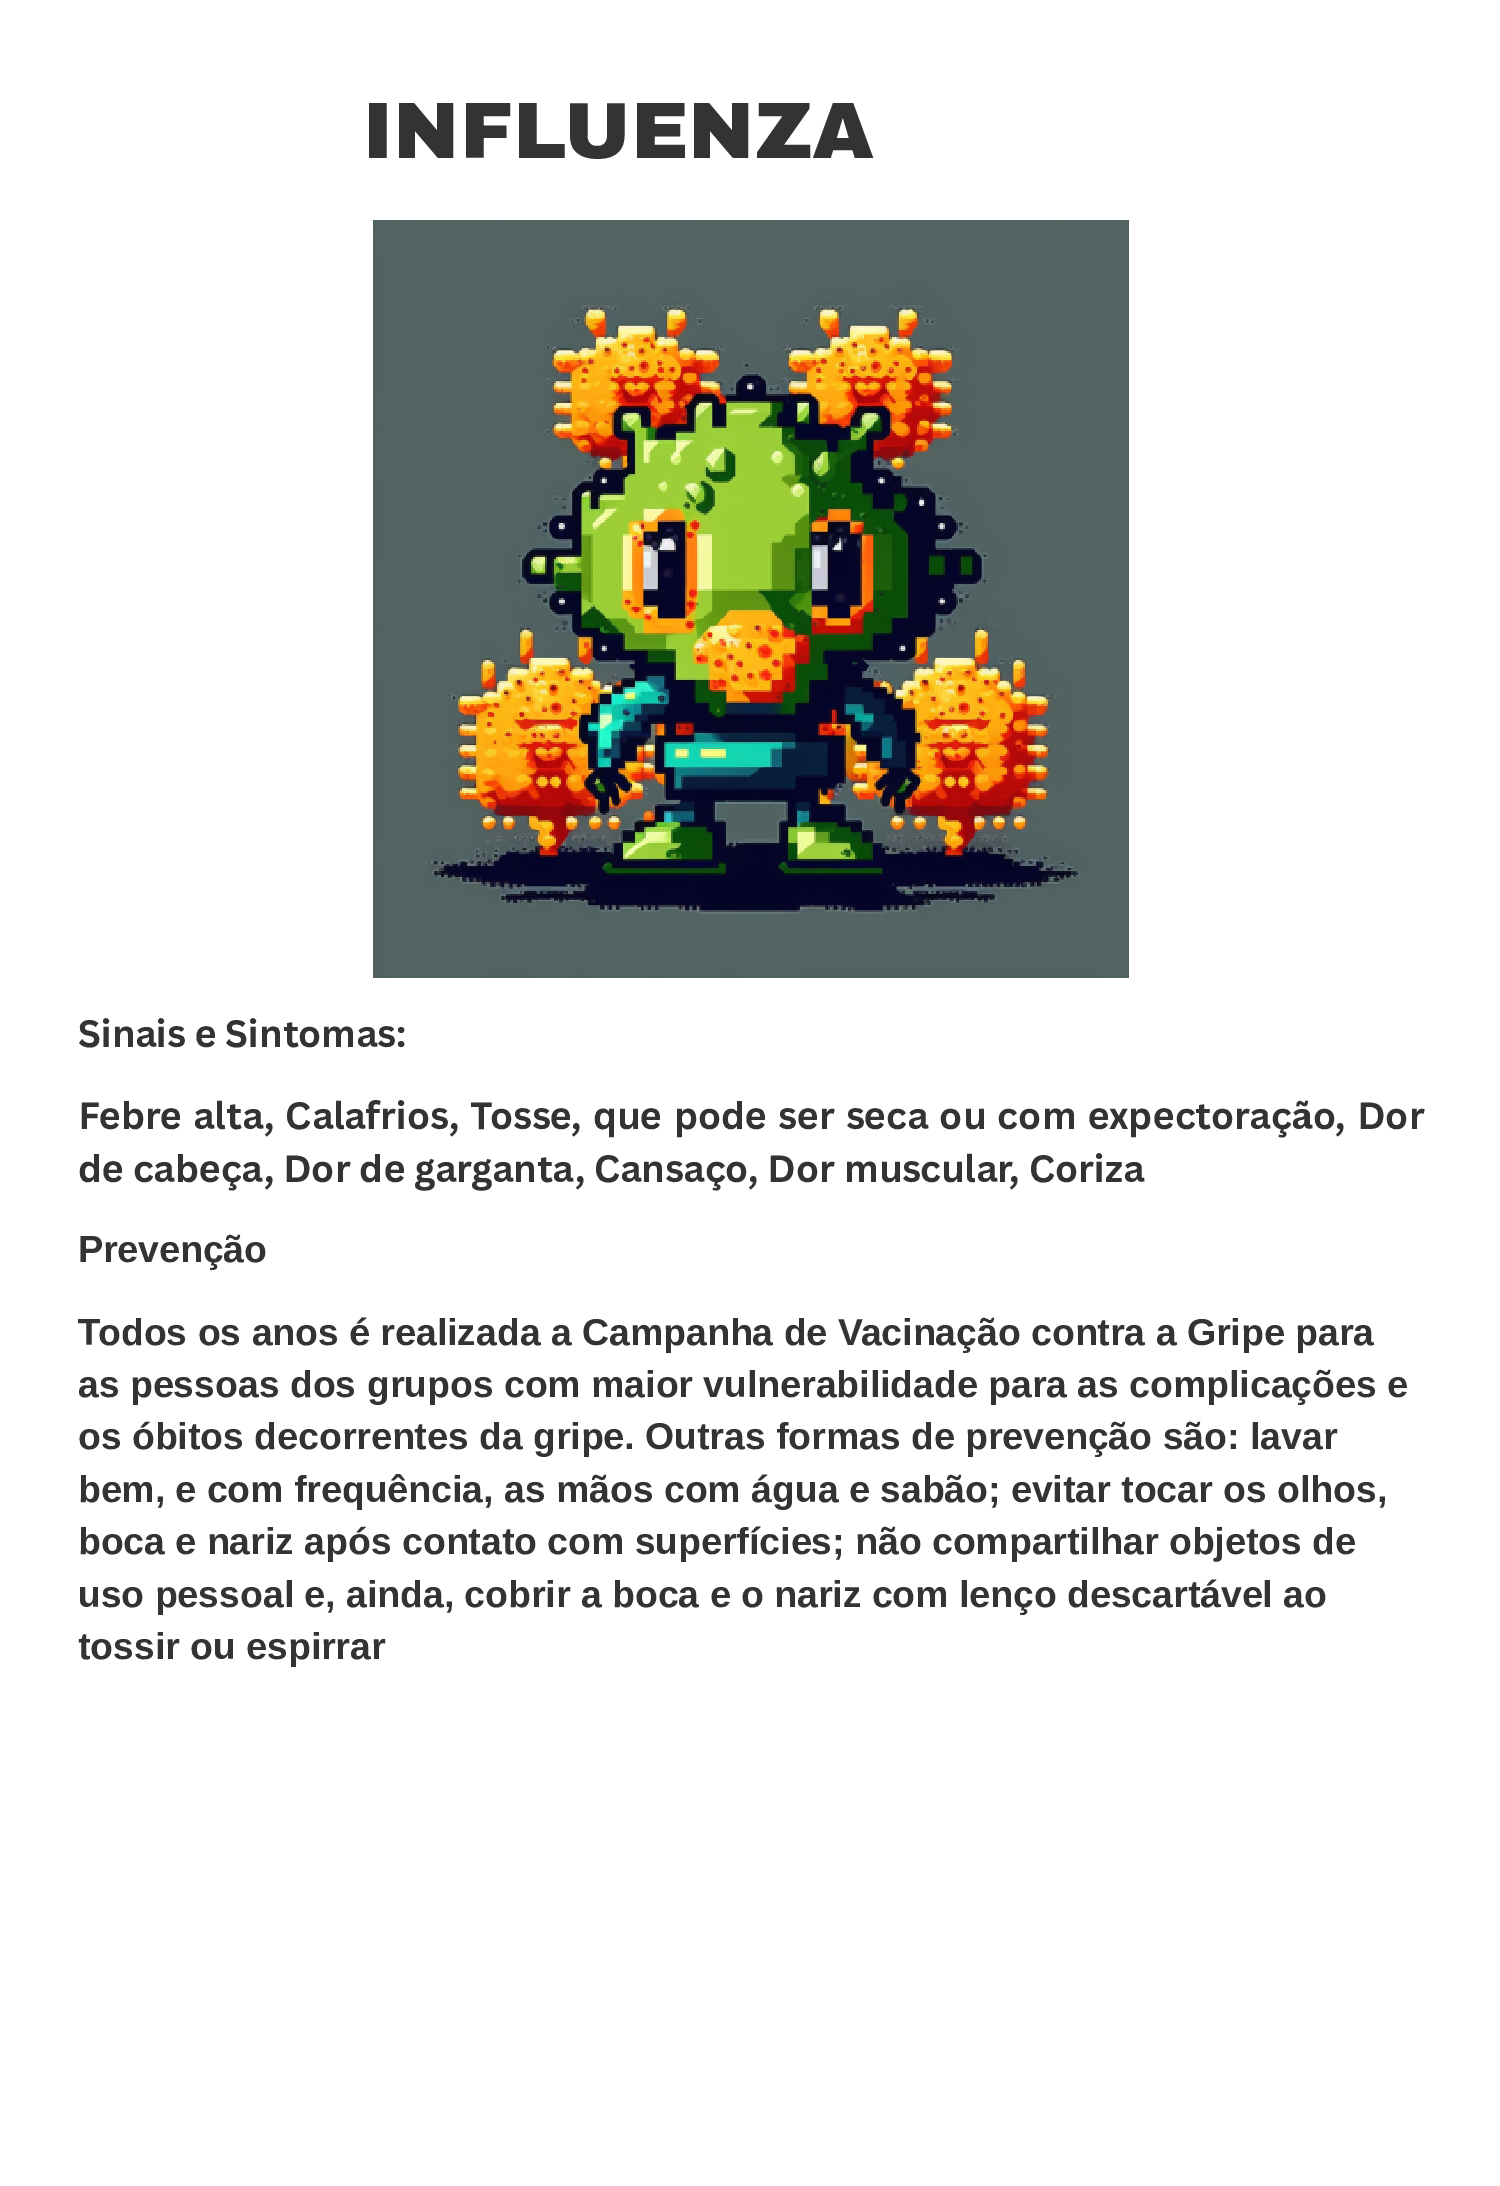 INFLUENZA
Sinais e Sintomas:
Febre alta, Calafrios, Tosse, que pode ser seca ou com expectoração, Dor
de cabeça, Dor de garganta, Cansaço, Dor muscular, Coriza
Prevenção
Todos os anos é realizada a Campanha de Vacinação contra a Gripe para
as pessoas dos grupos com maior vulnerabilidade para as complicações e
os óbitos decorrentes da gripe. Outras formas de prevenção são: lavar
bem, e com frequência, as mãos com água e sabão; evitar tocar os olhos,
boca e nariz após contato com superfícies; não compartilhar objetos de
uso pessoal e, ainda, cobrir a boca e o nariz com lenço descartável ao
tossir ou espirrar